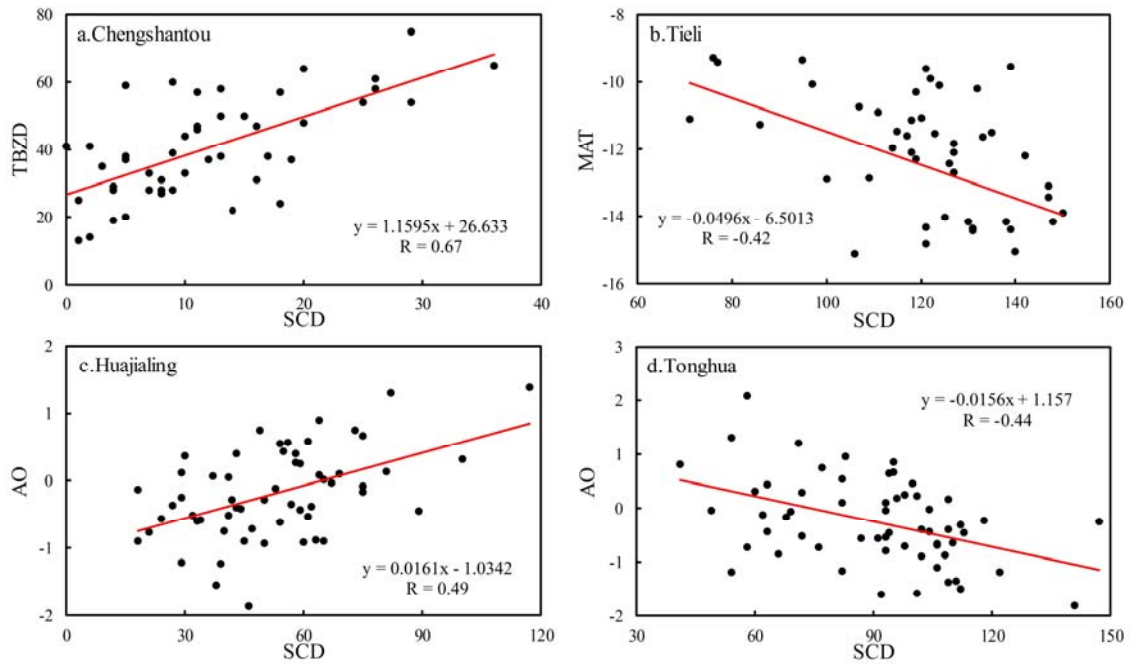 a.Chengshantou
TBZD
80
60
40
20
0
0
10
20
30
40
SCD
y = 1.1595x + 26.633
R = 0.67
b.Tieli
MAT
-8
-10
-12
-14
-16
60
80
100
120
140
160
SCD
y = -0.0496x - 6.5013
R = -0.42
c.Huajialing
AO
2
1
0
-1
-2
0
30
60
90
120
SCD
y = 0.0161x - 1.0342
R = 0.49
d.Tonghua
AO
3
2
1
0
-1
-2
30
60
90
120
150
SCD
y = -0.0156x + 1.157
R = -0.44